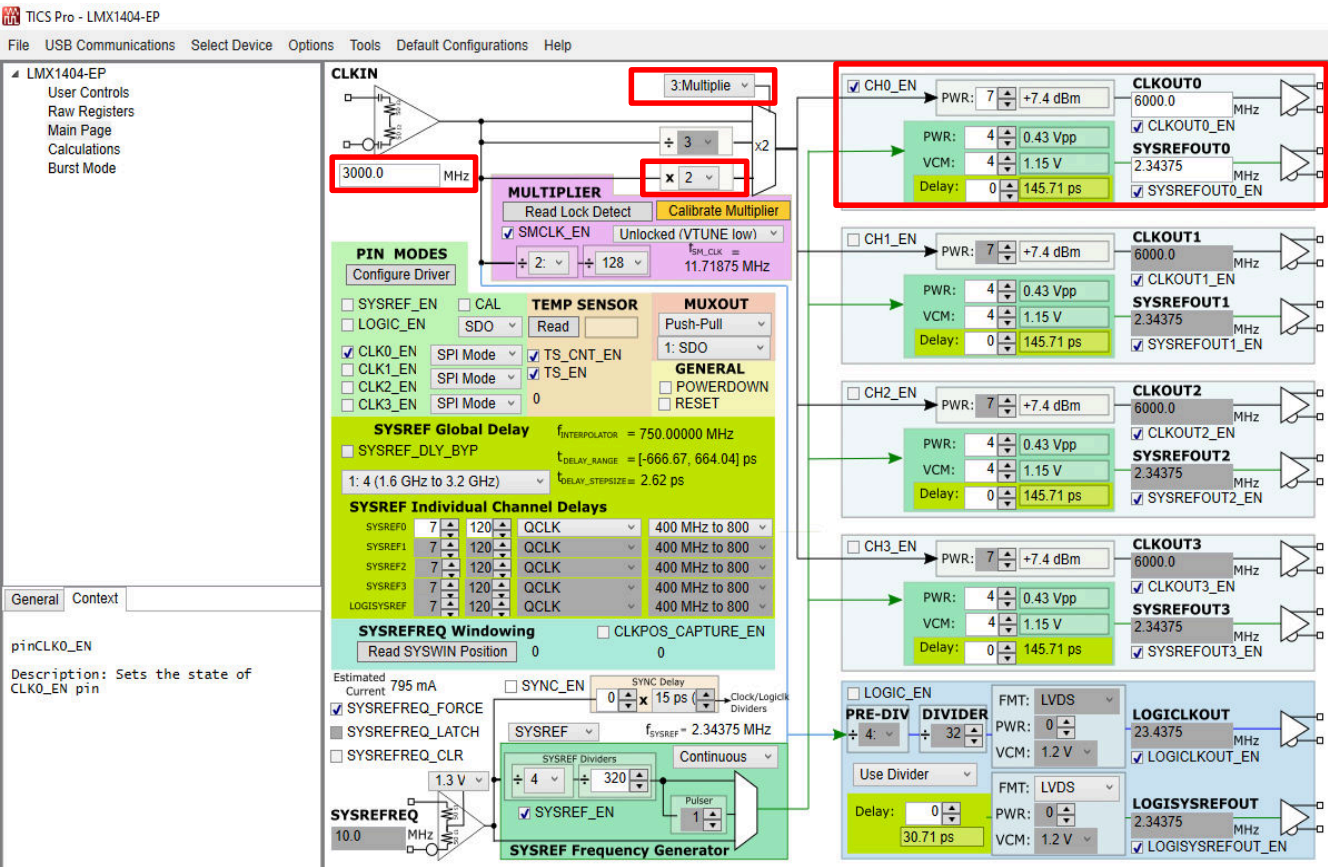 TICS Pro - LMX1404-EP
File USB Communications Select Device Options Tools Default Configurations Help
LMX1404-EP
User Controls
Raw Registers
Main Page
Calculations
Burst Mode
General Context
pinCLK0_EN
Description: Sets the state of
CLK0_EN pin
CLKIN
3:Multiplie
÷ 3
x2
3000.0 MHz
x 2
MULTIPLIER
Read Lock Detect Calibrate Multiplier
SMCLK_EN Unlocked (VTUNE low)
÷ 2: ÷ 128 fSM_CLK =
11.71875 MHz
PIN MODES
Configure Driver
SYSREF_EN CAL
LOGIC_EN SDO
CLK0_EN SPI Mode
CLK1_EN
CLK2_EN SPI Mode
CLK3_EN SPI Mode
TEMP SENSOR
Read
TS_CNT_EN
TS_EN
0
MUXOUT
Push-Pull
1: SDO
GENERAL
POWERDOWN
RESET
SYSREF Global Delay fINTERPOLATOR = 750.00000 MHz
SYSREF_DLY_BYP tDELAY_RANGE = [-666.67, 664.04] ps
1: 4 (1.6 GHz to 3.2 GHz) tDELAY_STEPSIZE = 2.62 ps
SYSREF Individual Channel Delays
SYSREF0 7 120 QCLK 400 MHz to 800
SYSREF1 7 120 QCLK 400 MHz to 800
SYSREF2 7 120 QCLK 400 MHz to 800
SYSREF3 7 120 QCLK 400 MHz to 800
LOGISYSREF 7 120 QCLK 400 MHz to 800
SYSREFREQ Windowing CLKPOS_CAPTURE_EN
Read SYSWIN Position 0 0
Estimated
Current 795 mA
SYNC_EN
SYNC Delay
0 x 15 ps (
Clock/Logiclk
Dividers
SYSREFREQ_FORCE
SYSREFREQ_LATCH
SYSREFREQ_CLR
SYSREF fSYSREF = 2.34375 MHz
SYSREF Dividers
÷ 4 ÷ 320
Continuous
Pulser
1
SYSREF_EN
1.3 V
SYSREFREQ
10.0 MHz
50 Ω
50 Ω
SYSREF Frequency Generator
CH0_EN PWR: 7 +7.4 dBm CLKOUT0
6000.0 MHz
CLKOUT0_EN
PWR: 4 0.43 Vpp SYSREFOUT0
VCM: 4 1.15 V 2.34375 MHz
Delay: 0 145.71 ps SYSREFOUT0_EN
CH1_EN PWR: 7 +7.4 dBm CLKOUT1
6000.0 MHz
CLKOUT1_EN
PWR: 4 0.43 Vpp SYSREFOUT1
VCM: 4 1.15 V 2.34375 MHz
Delay: 0 145.71 ps SYSREFOUT1_EN
CH2_EN PWR: 7 +7.4 dBm CLKOUT2
6000.0 MHz
CLKOUT2_EN
PWR: 4 0.43 Vpp SYSREFOUT2
VCM: 4 1.15 V 2.34375 MHz
Delay: 0 145.71 ps SYSREFOUT2_EN
CH3_EN PWR: 7 +7.4 dBm CLKOUT3
6000.0 MHz
CLKOUT3_EN
PWR: 4 0.43 Vpp SYSREFOUT3
VCM: 4 1.15 V 2.34375 MHz
Delay: 0 145.71 ps SYSREFOUT3_EN
LOGIC_EN
PRE-DIV DIVIDER
÷ 4: ÷ 32
FMT: LVDS
PWR: 0
VCM: 1.2 V
LOGICLKOUT
23.4375 MHz
LOGICLKOUT_EN
Use Divider
Delay: 0
30.71 ps
FMT: LVDS
PWR: 0
VCM: 1.2 V
LOGISYSREFOUT
2.34375 MHz
LOGISYSREFOUT_EN